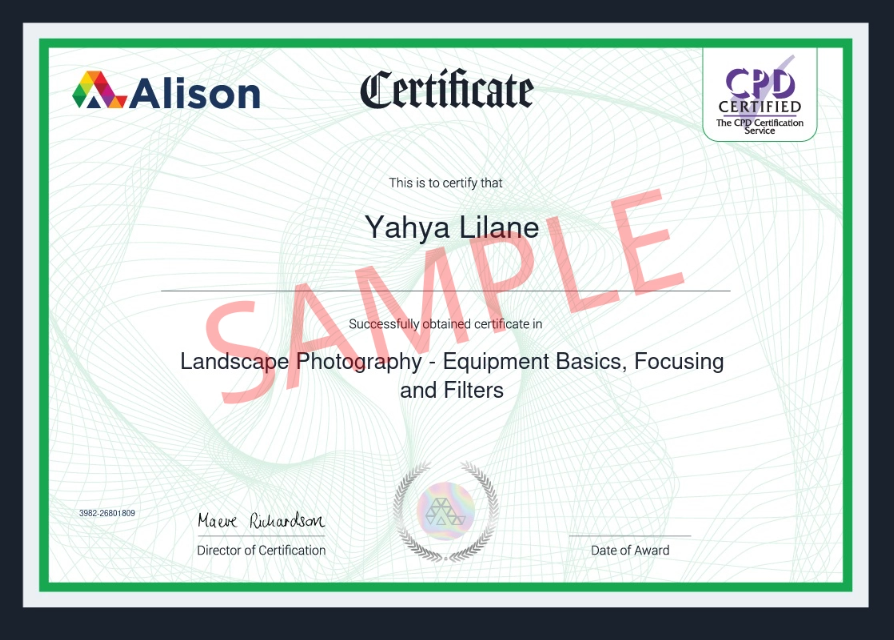 Alison
Certificate
CPD
CERTIFIED
The CPD Certification
Service
This is to certify that
Yahya Lilane
SAMPLE
Successfully obtained certificate in
Landscape Photography - Equipment Basics, Focusing
and Filters
3982-26801809
Maeve Richardson
Director of Certification
Date of Award